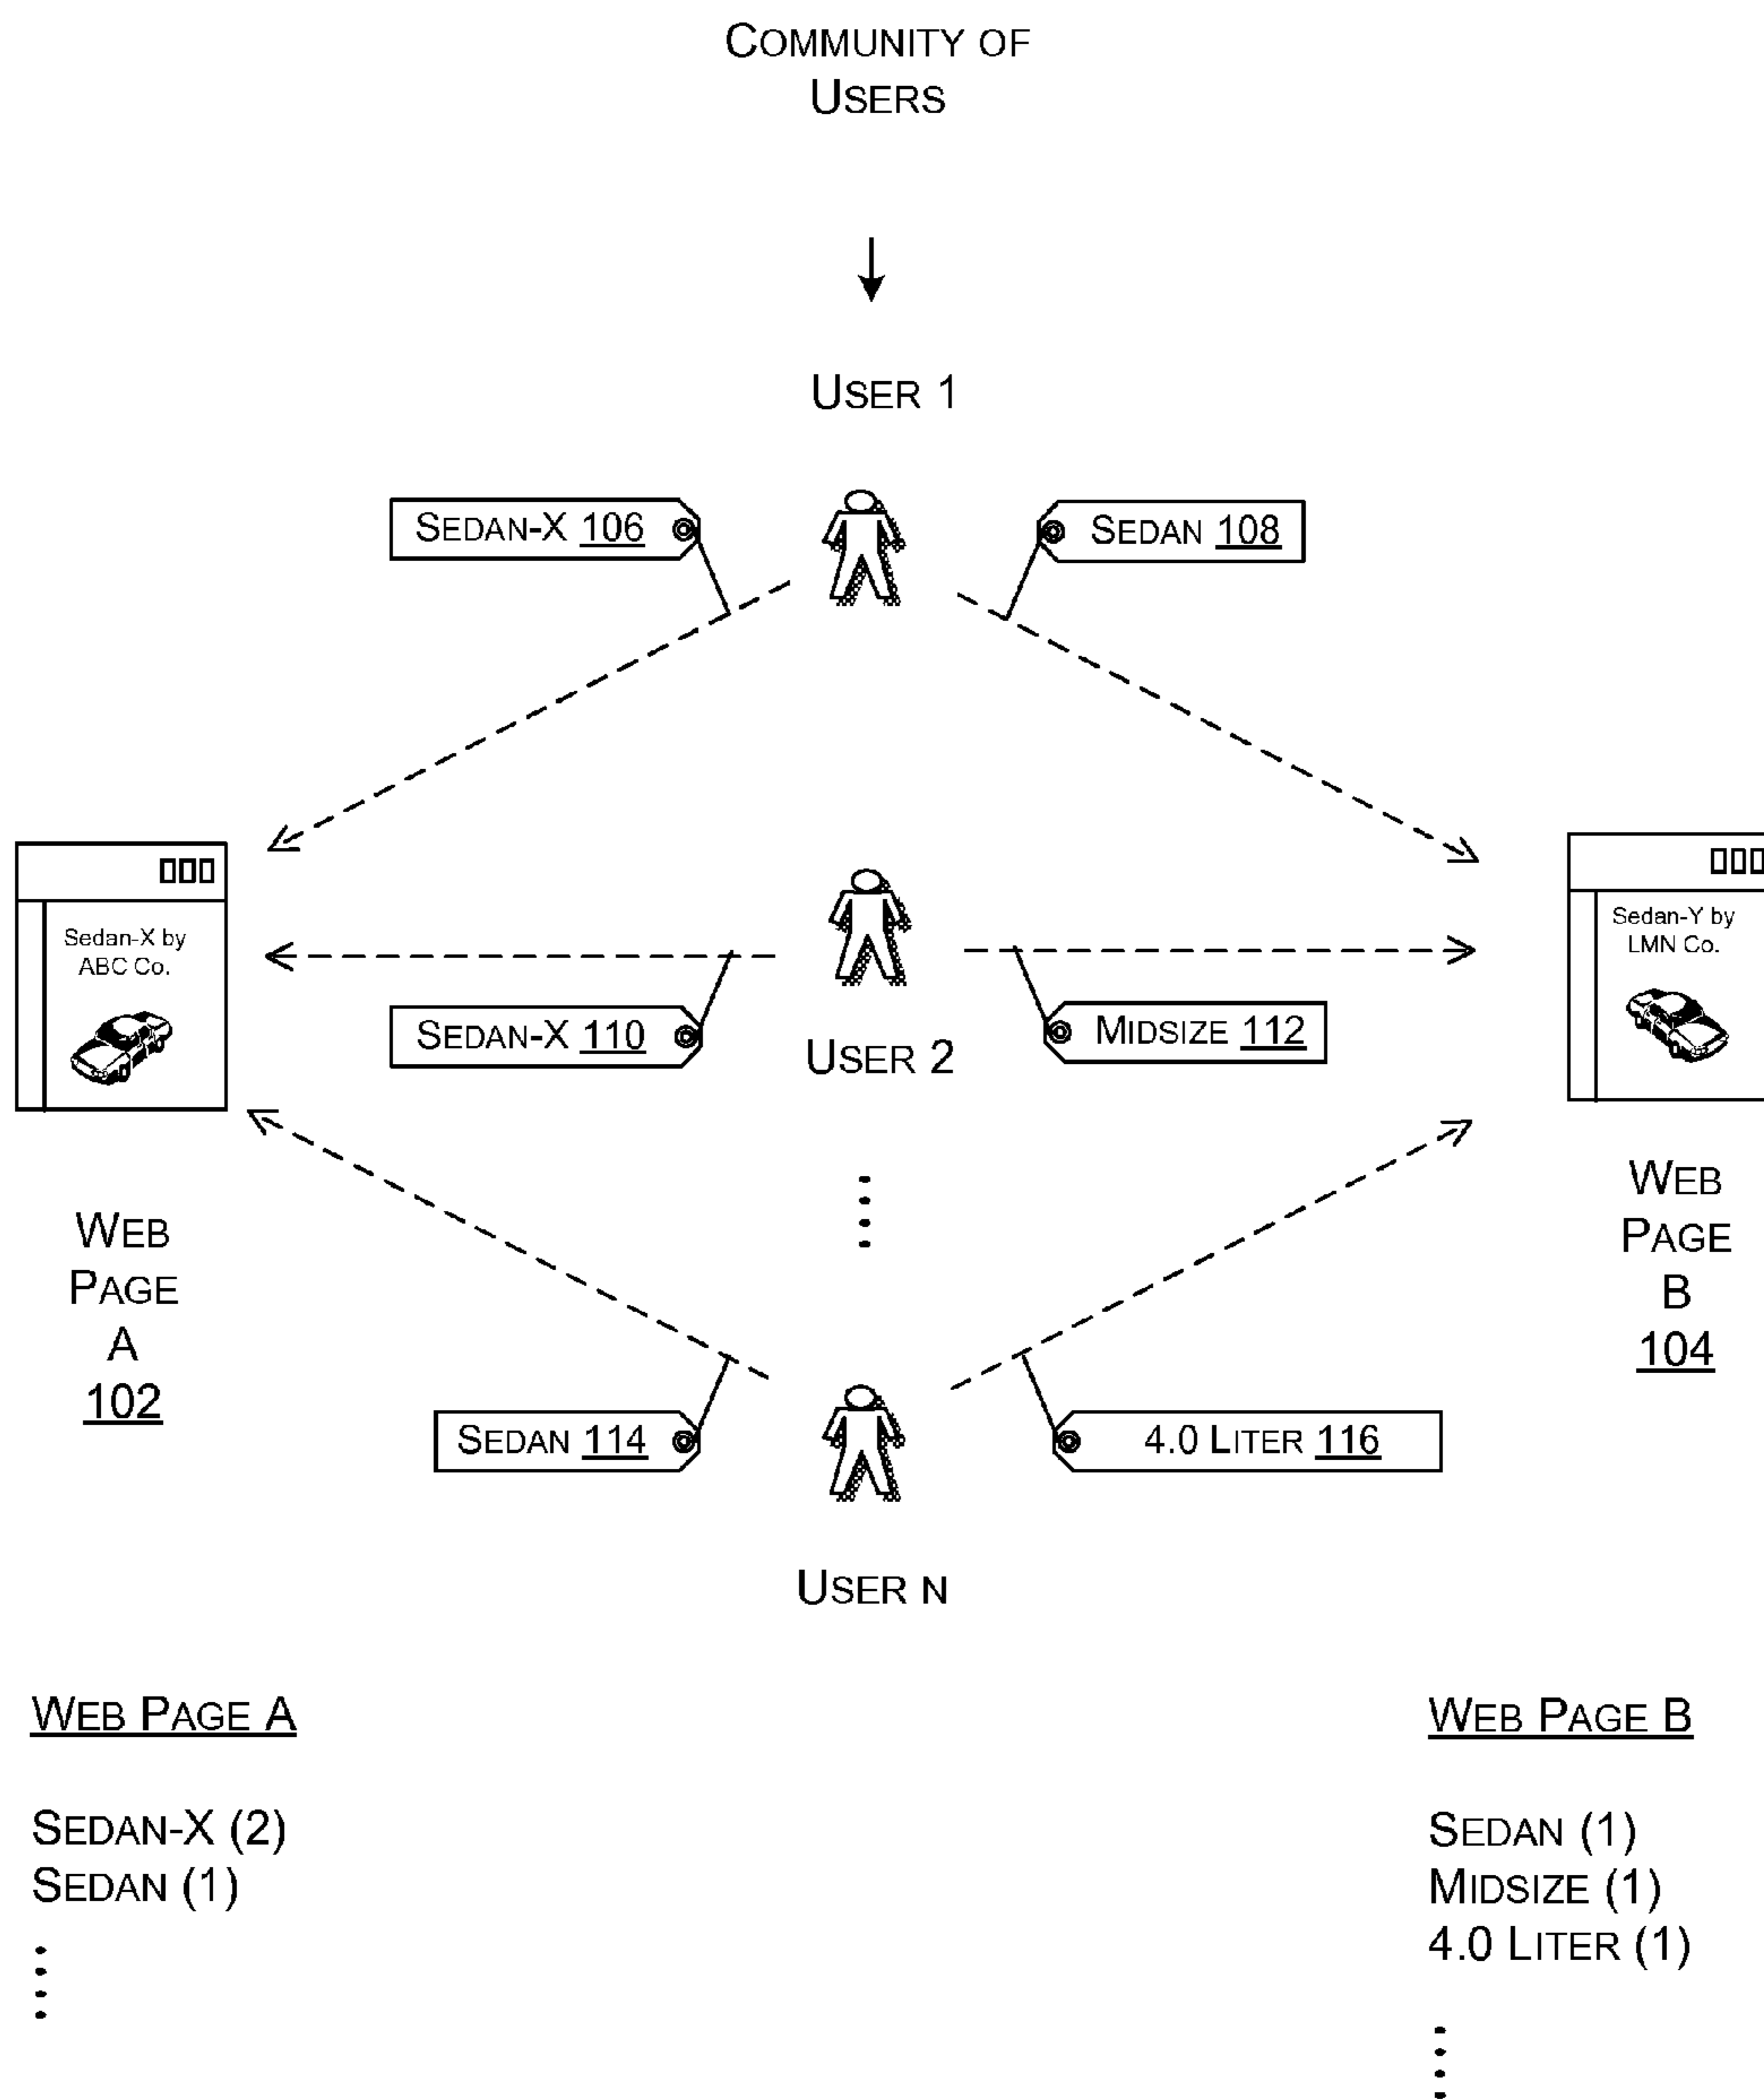 COMMUNITY OF
USERS
USER 1
SEDAN-X 106
SEDAN 108
Sedan-X by
ABC Co.
Sedan-Y by
LMN Co.
SEDAN-X 110
MIDSIZE 112
USER 2
WEB
PAGE
A
102
WEB
PAGE
B
104
SEDAN 114
4.0 LITER 116
USER N
WEB PAGE A
SEDAN-X (2)
SEDAN (1)
WEB PAGE B
SEDAN (1)
MIDSIZE (1)
4.0 LITER (1)